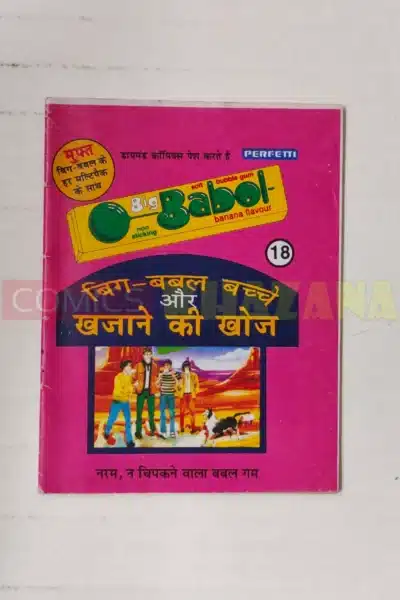 मुफ्त
बिग-बबल के
हर मल्टिपैक
के साथ
डायमंड कॉमिक्स पेश करते हैं
PERFETTI
soft bubble gum
Big Babol
non sticking
banana flavour
18
बिग-बबल बच्चे
और
खजाने की खोज
COMICS KHAZANA
नरम, न चिपकने वाला बबल गम